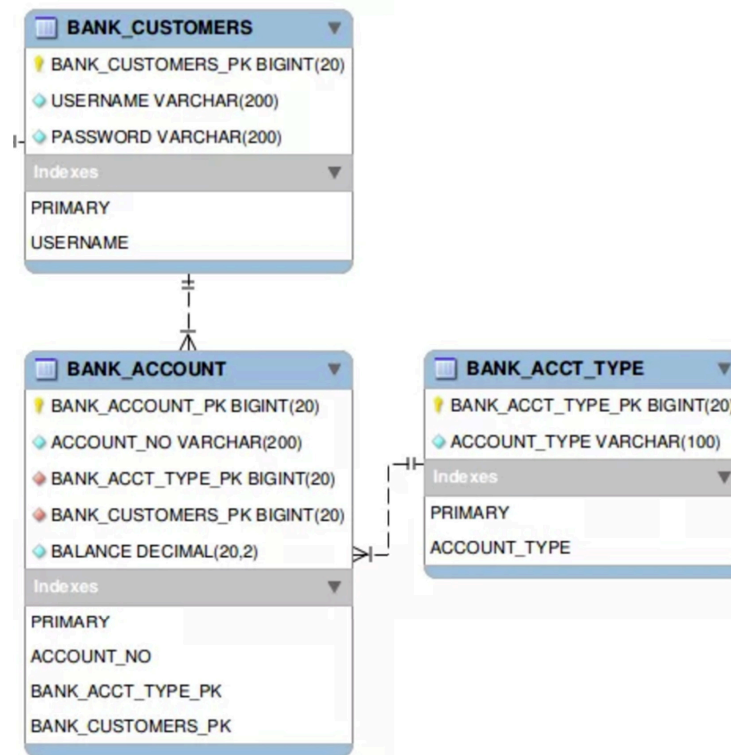 BANK_CUSTOMERS
BANK_CUSTOMERS_PK BIGINT(20)
USERNAME VARCHAR(200)
PASSWORD VARCHAR(200)
Indexes
PRIMARY
USERNAME
BANK_ACCOUNT
BANK_ACCOUNT_PK BIGINT(20)
ACCOUNT_NO VARCHAR(200)
BANK_ACCT_TYPE_PK BIGINT(20)
BANK_CUSTOMERS_PK BIGINT(20)
BALANCE DECIMAL(20,2)
Indexes
PRIMARY
ACCOUNT_NO
BANK_ACCT_TYPE_PK
BANK_CUSTOMERS_PK
BANK_ACCT_TYPE
BANK_ACCT_TYPE_PK BIGINT(20)
ACCOUNT_TYPE VARCHAR(100)
Indexes
PRIMARY
ACCOUNT_TYPE